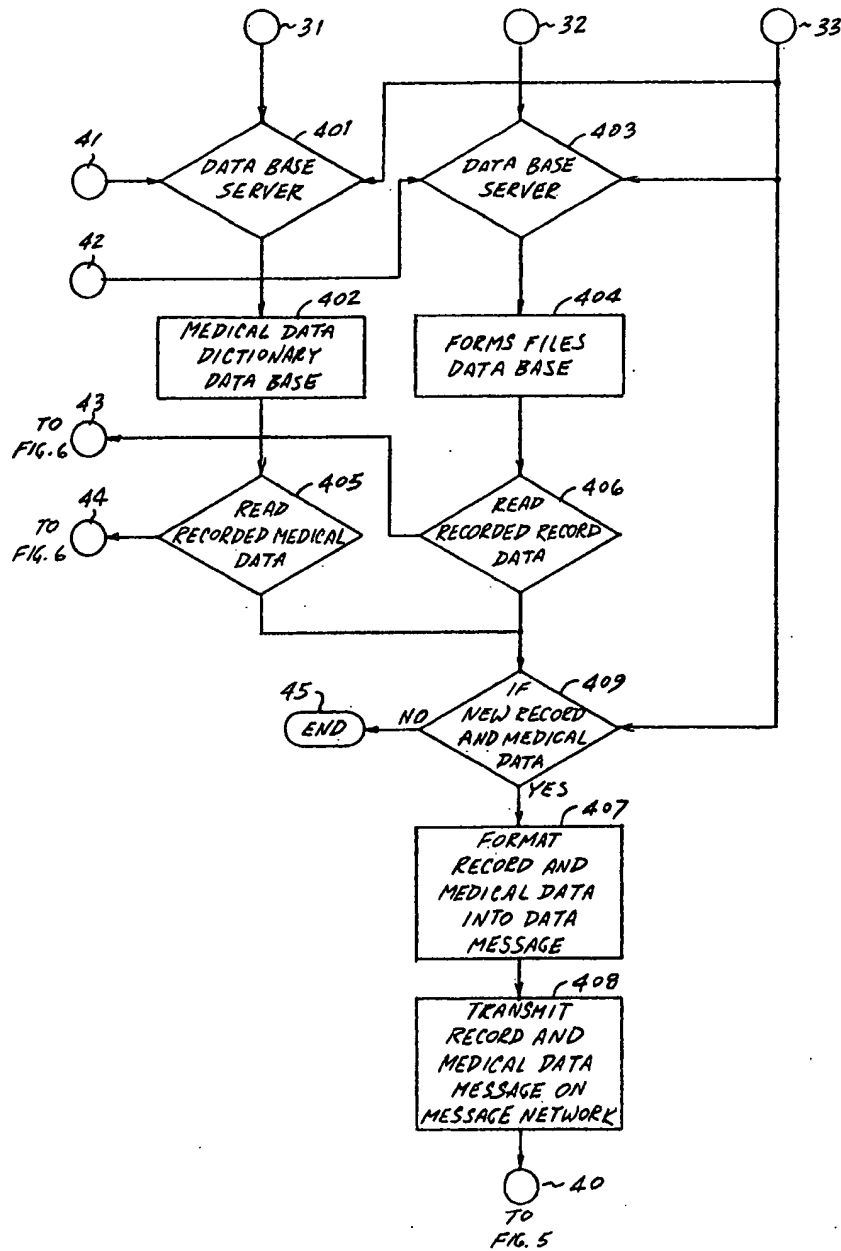 31
32
33
401
403
41
DATA BASE
SERVER
DATA BASE
SERVER
42
402
404
MEDICAL DATA
DICTIONARY
DATA BASE
FORMS FILES
DATA BASE
43
TO
FIG. 6
405
406
44
TO
FIG. 6
READ
RECORDED MEDICAL
DATA
READ
RECORDED RECORD
DATA
45
END
NO
409
IF
NEW RECORD
AND MEDICAL
DATA
YES
407
FORMAT
RECORD AND
MEDICAL DATA
INTO DATA
MESSAGE
408
TRANSMIT
RECORD AND
MEDICAL DATA
MESSAGE ON
MESSAGE NETWORK
40
TO
FIG. 5